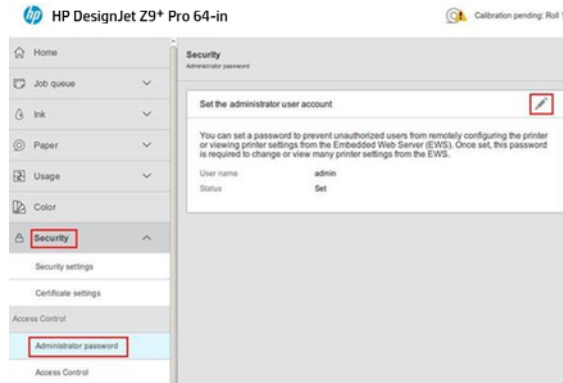 hp HP DesignJet Z9+ Pro 64-in
Calibration pending: Roll 1
Home
Job queue
Ink
Paper
Usage
Color
Security
Security settings
Certificate settings
Access Control
Administrator password
Access Control
Security
Administrator password
Set the administrator user account
You can set a password to prevent unauthorized users from remotely configuring the printer
or viewing printer settings from the Embedded Web Server (EWS). Once set, this password
is required to change or view many printer settings from the EWS.
User name admin
Status Set